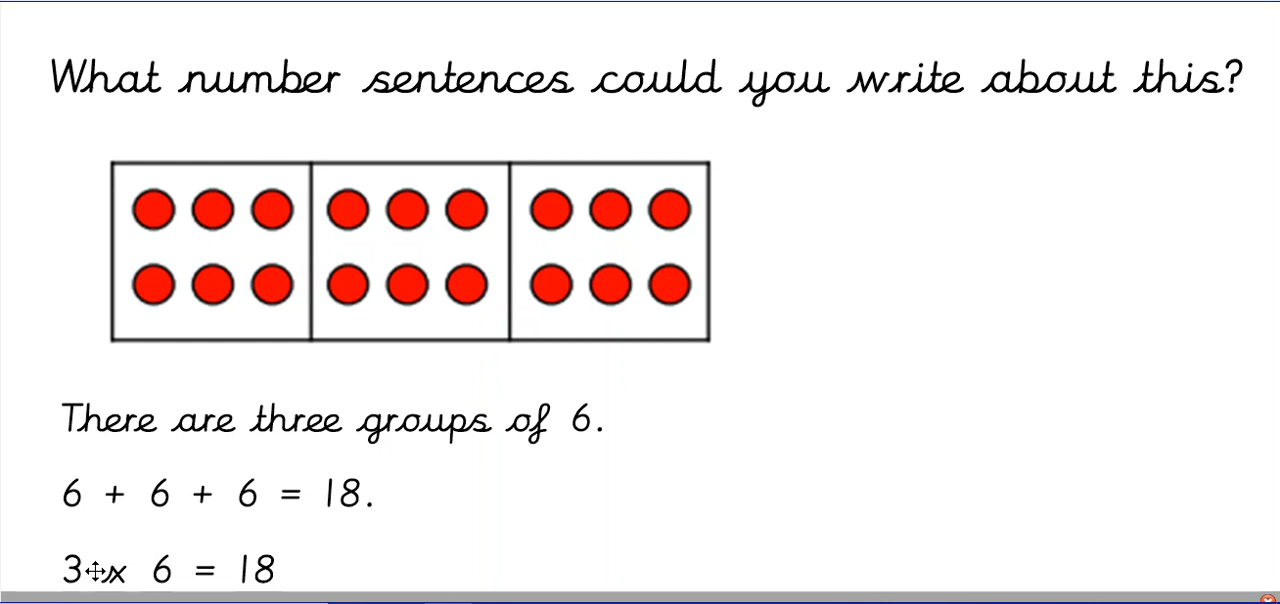 What number sentences could you write about this?
There are three groups of 6.
6 + 6 + 6 = 18.
3 x 6 = 18